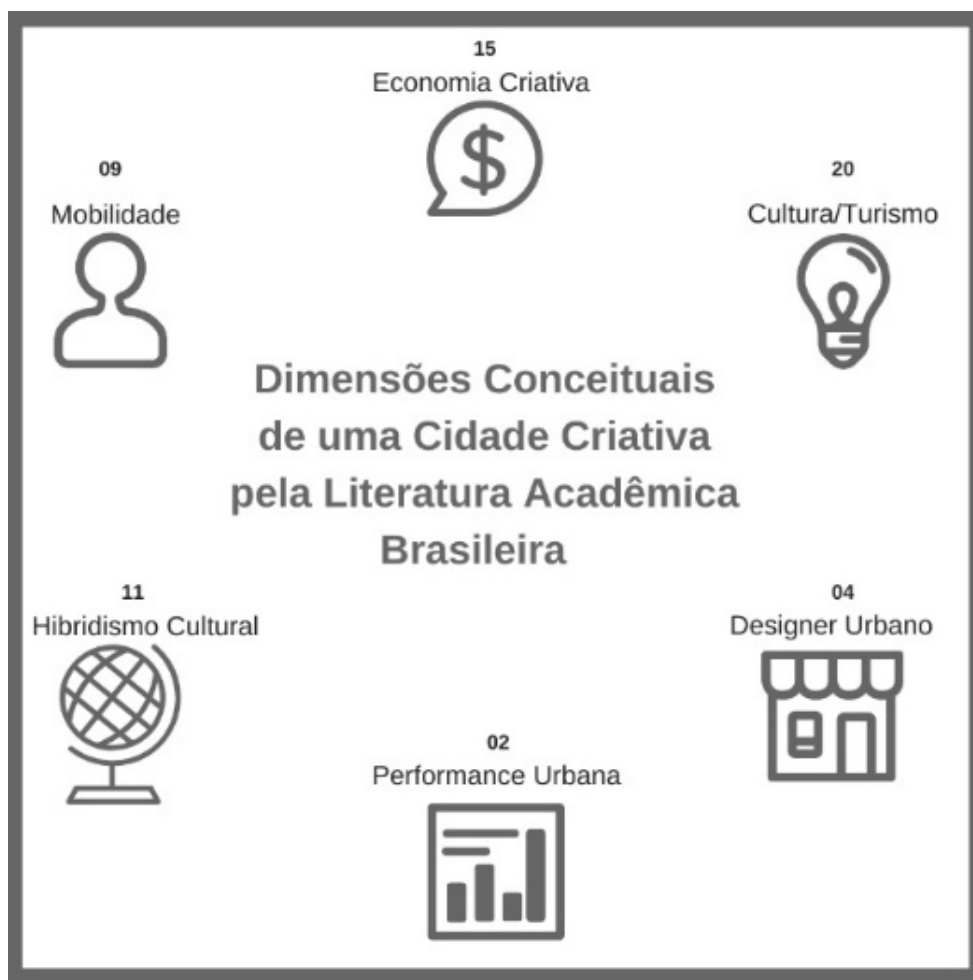 15
Economia Criativa
$
09
Mobilidade
20
Cultura/Turismo
Dimensões Conceituais
de uma Cidade Criativa
pela Literatura Acadêmica
Brasileira
11
Hibridismo Cultural
04
Designer Urbano
02
Performance Urbana